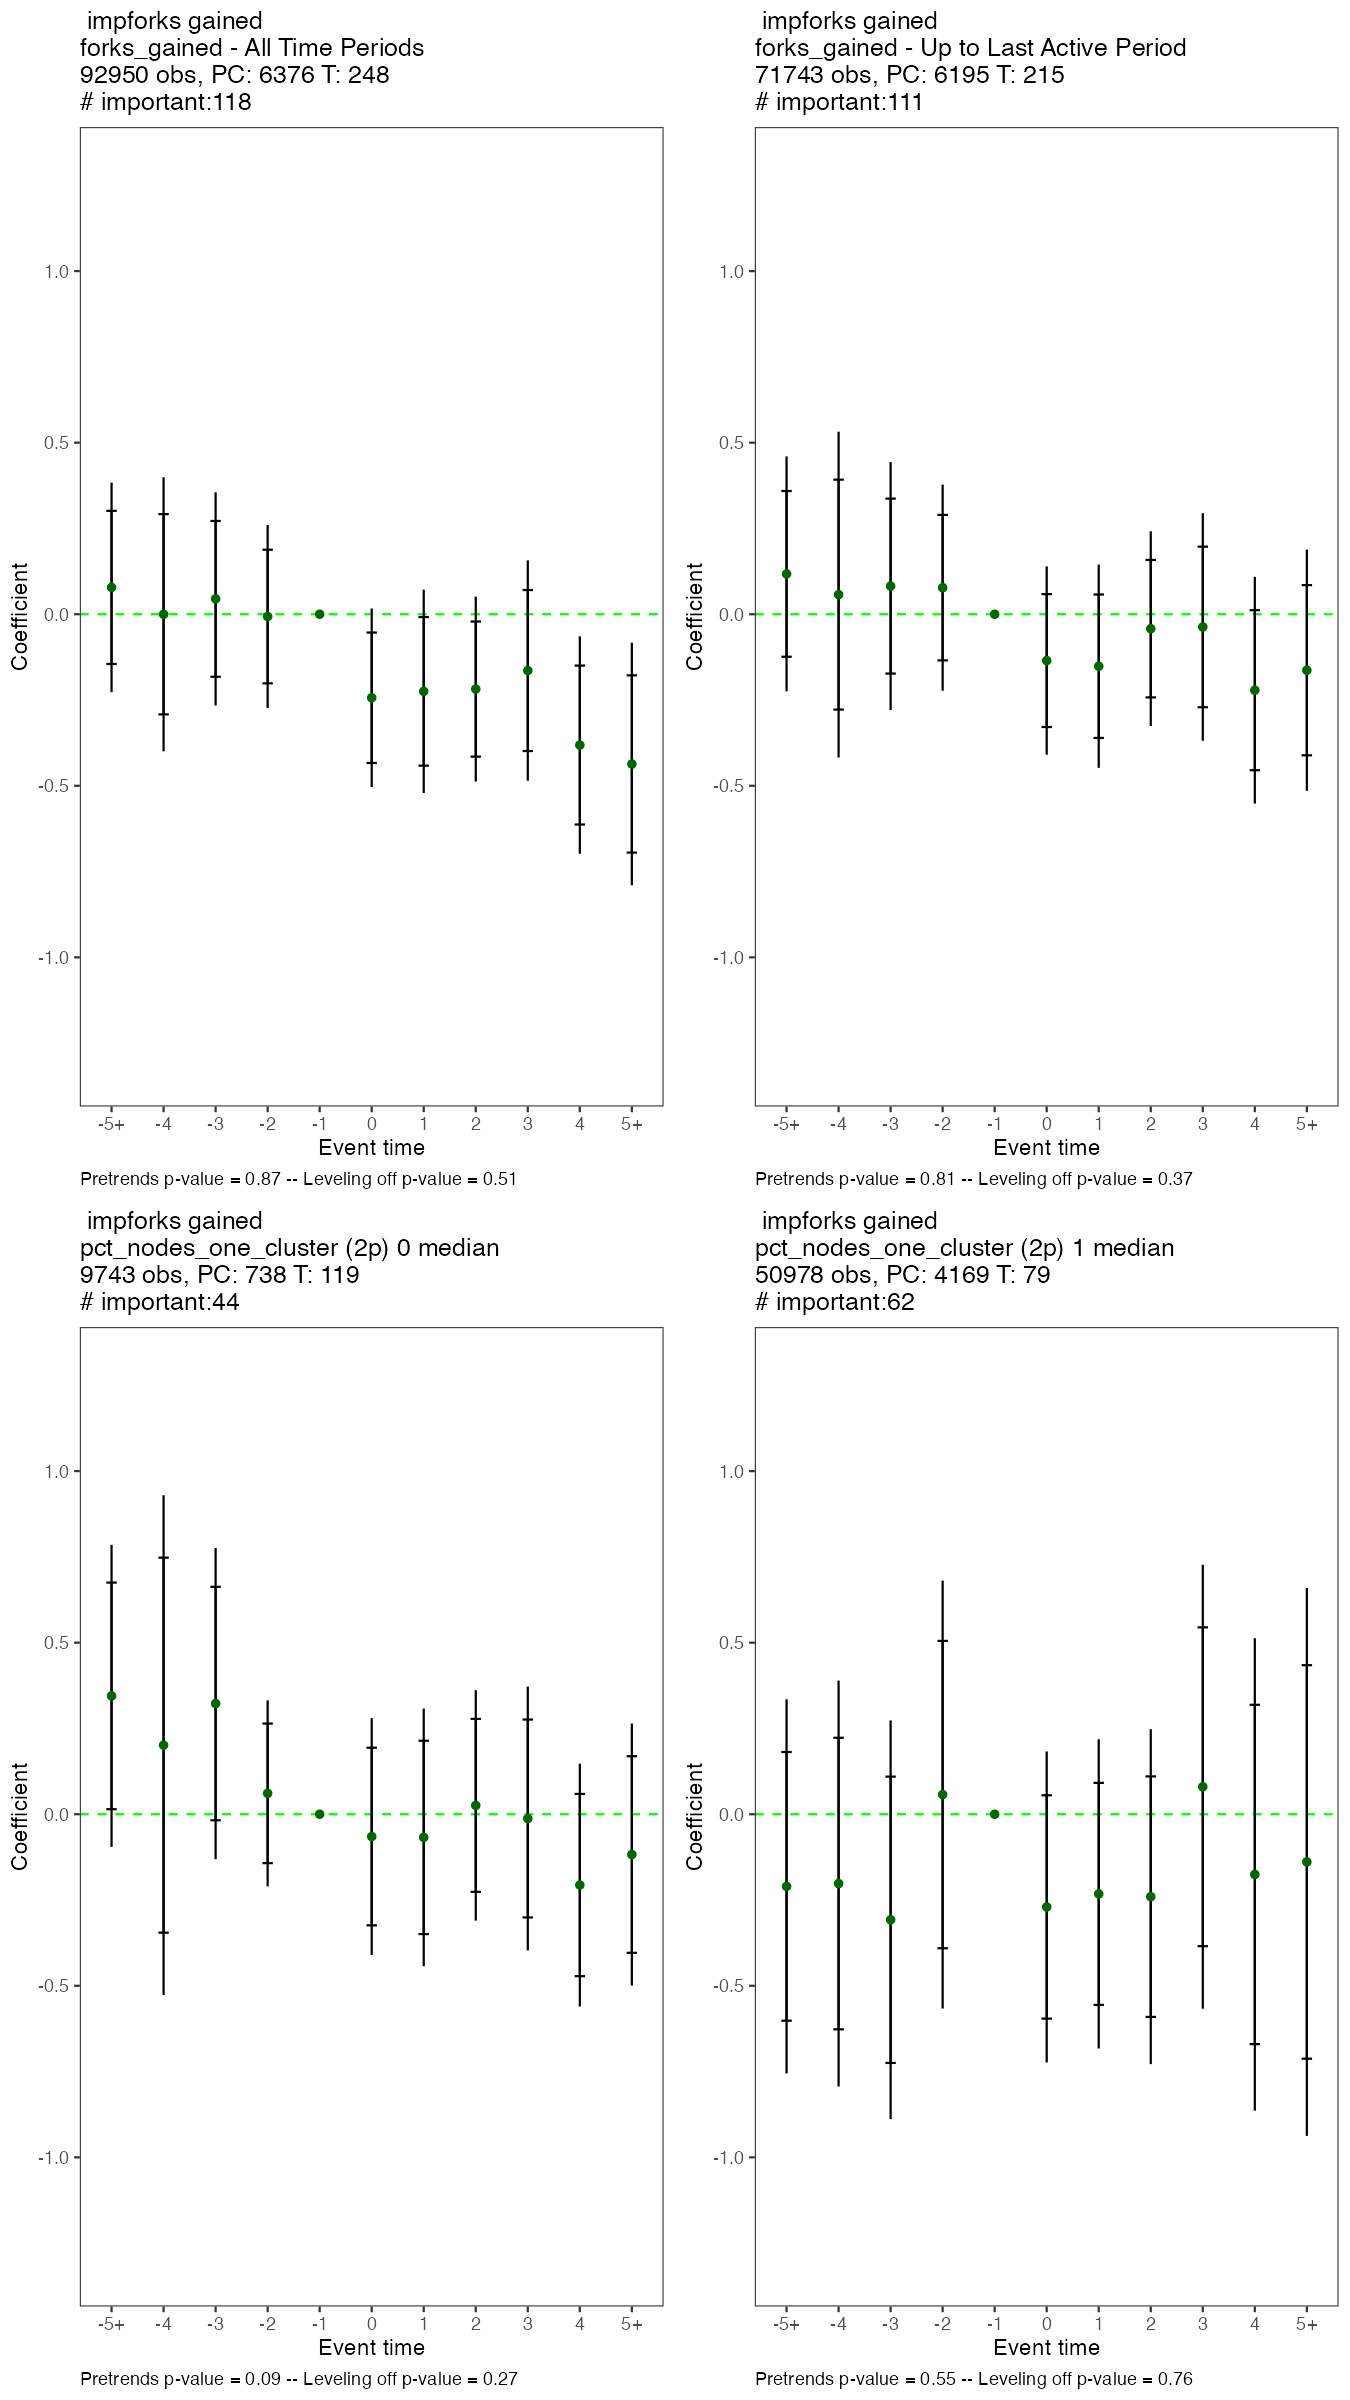 impforks gained
forks_gained - All Time Periods
92950 obs, PC: 6376 T: 248
# important:118
1.0
0.5
0.0
-0.5
-1.0
Coefficient
-5+ -4 -3 -2 -1 0 1 2 3 4 5+
Event time
Pretrends p-value = 0.87 -- Leveling off p-value = 0.51
impforks gained
forks_gained - Up to Last Active Period
71743 obs, PC: 6195 T: 215
# important:111
1.0
0.5
0.0
-0.5
-1.0
Coefficient
-5+ -4 -3 -2 -1 0 1 2 3 4 5+
Event time
Pretrends p-value = 0.81 -- Leveling off p-value = 0.37
impforks gained
pct_nodes_one_cluster (2p) 0 median
9743 obs, PC: 738 T: 119
# important:44
1.0
0.5
0.0
-0.5
-1.0
Coefficient
-5+ -4 -3 -2 -1 0 1 2 3 4 5+
Event time
Pretrends p-value = 0.09 -- Leveling off p-value = 0.27
impforks gained
pct_nodes_one_cluster (2p) 1 median
50978 obs, PC: 4169 T: 79
# important:62
1.0
0.5
0.0
-0.5
-1.0
Coefficient
-5+ -4 -3 -2 -1 0 1 2 3 4 5+
Event time
Pretrends p-value = 0.55 -- Leveling off p-value = 0.76